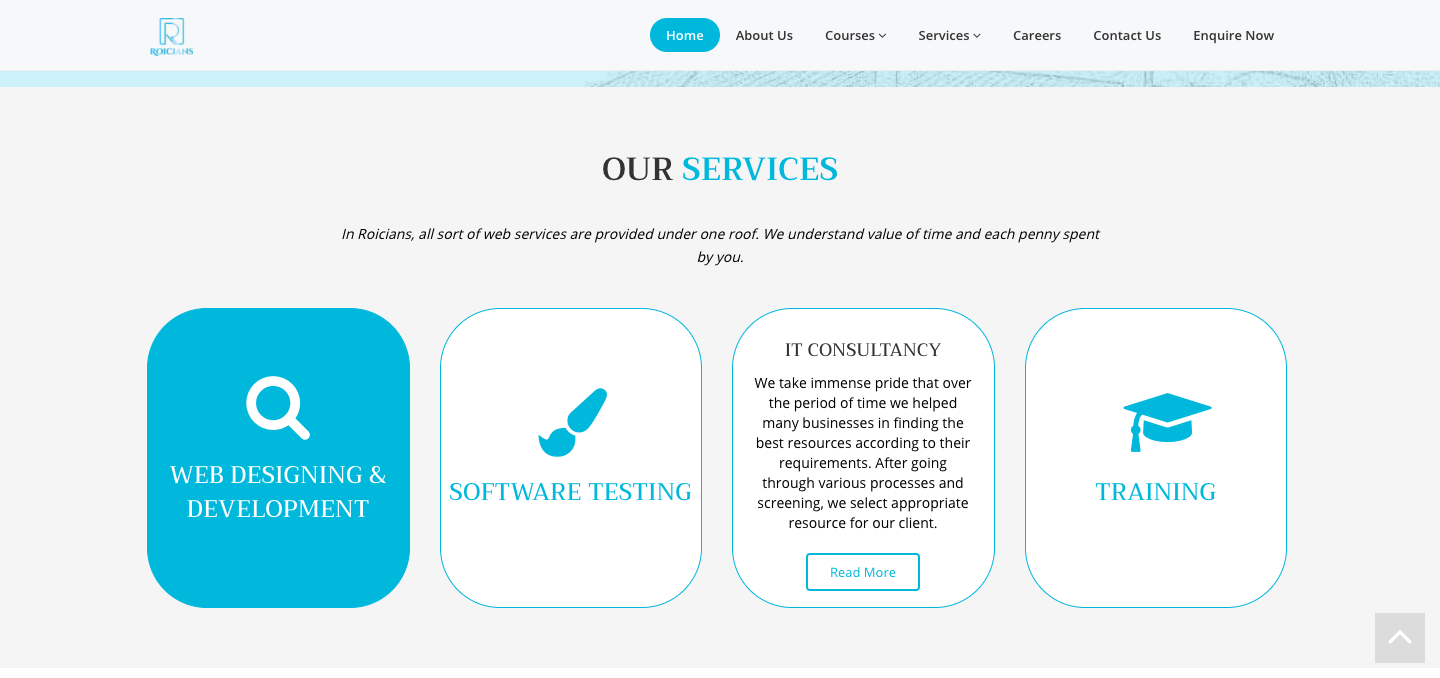 ROICIANS
Home
About Us
Courses
Services
Careers
Contact Us
Enquire Now
OUR SERVICES
In Roicians, all sort of web services are provided under one roof. We understand value of time and each penny spent
by you.
WEB DESIGNING &
DEVELOPMENT
SOFTWARE TESTING
IT CONSULTANCY
We take immense pride that over
the period of time we helped
many businesses in finding the
best resources according to their
requirements. After going
through various processes and
screening, we select appropriate
resource for our client.
Read More
TRAINING